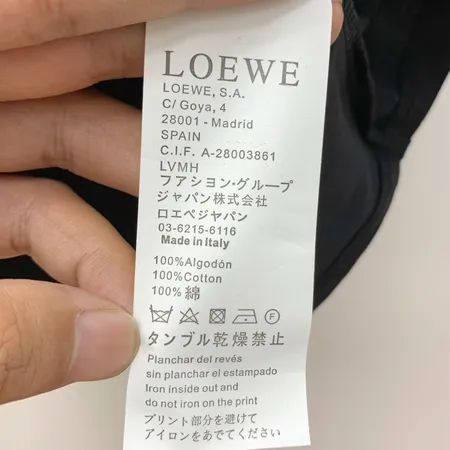 LOEWE
LOEWE, S.A.
C/ Goya, 4
28001 - Madrid
SPAIN
C.I.F. A-28003861
LVMH
ファション・グループ
ジャパン株式会社
ロエペジャパン
03-6215-6116
Made in Italy
100%Algodón
100%Cotton
100% 綿
タンブル乾燥禁止
Planchar del revés
sin planchar el estampado
Iron inside out and
do not iron on the print
プリント部分を避けて
アイロンをあてください